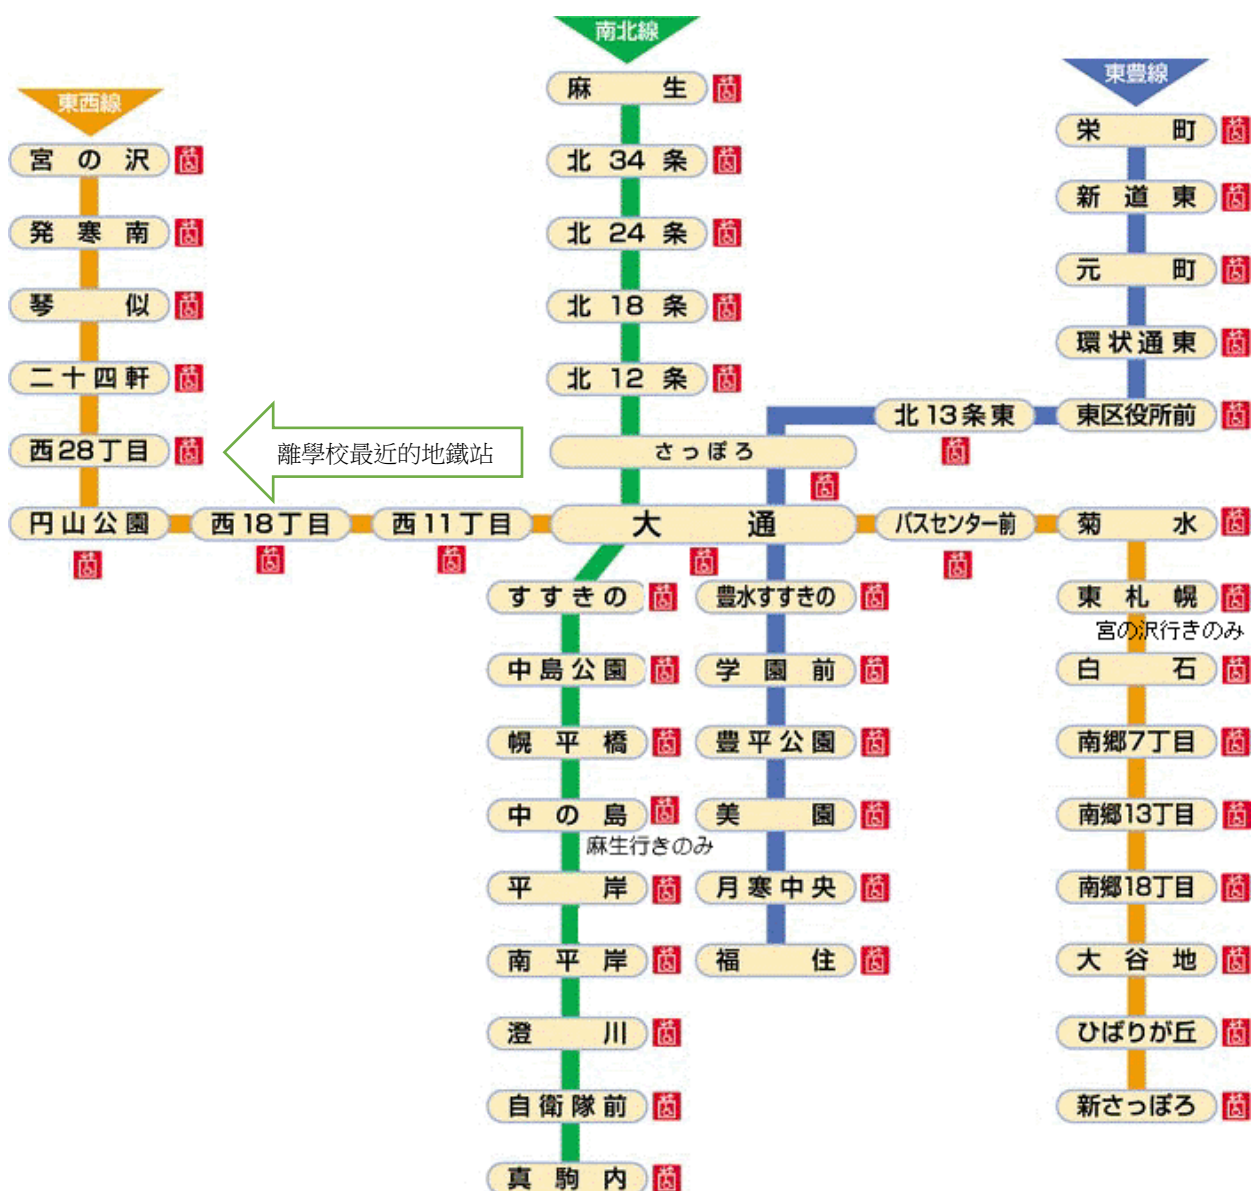 南北線
東豊線
東西線
麻生
栄町
宮の沢
北34条
新道東
発寒南
北24条
元町
琴似
北18条
環状通東
二十四軒
北12条
北13条東
東区役所前
西28丁目
離學校最近的地鐵站
さっぽろ
円山公園
西18丁目
西11丁目
大通
バスセンター前
菊水
すすきの
豊水すすきの
東札幌
宮の沢行きのみ
中島公園
学園前
白石
幌平橋
豊平公園
南郷7丁目
中の島
美園
南郷13丁目
麻生行きのみ
平岸
月寒中央
南郷18丁目
南平岸
福住
大谷地
澄川
ひばりが丘
自衛隊前
新さっぽろ
真駒内